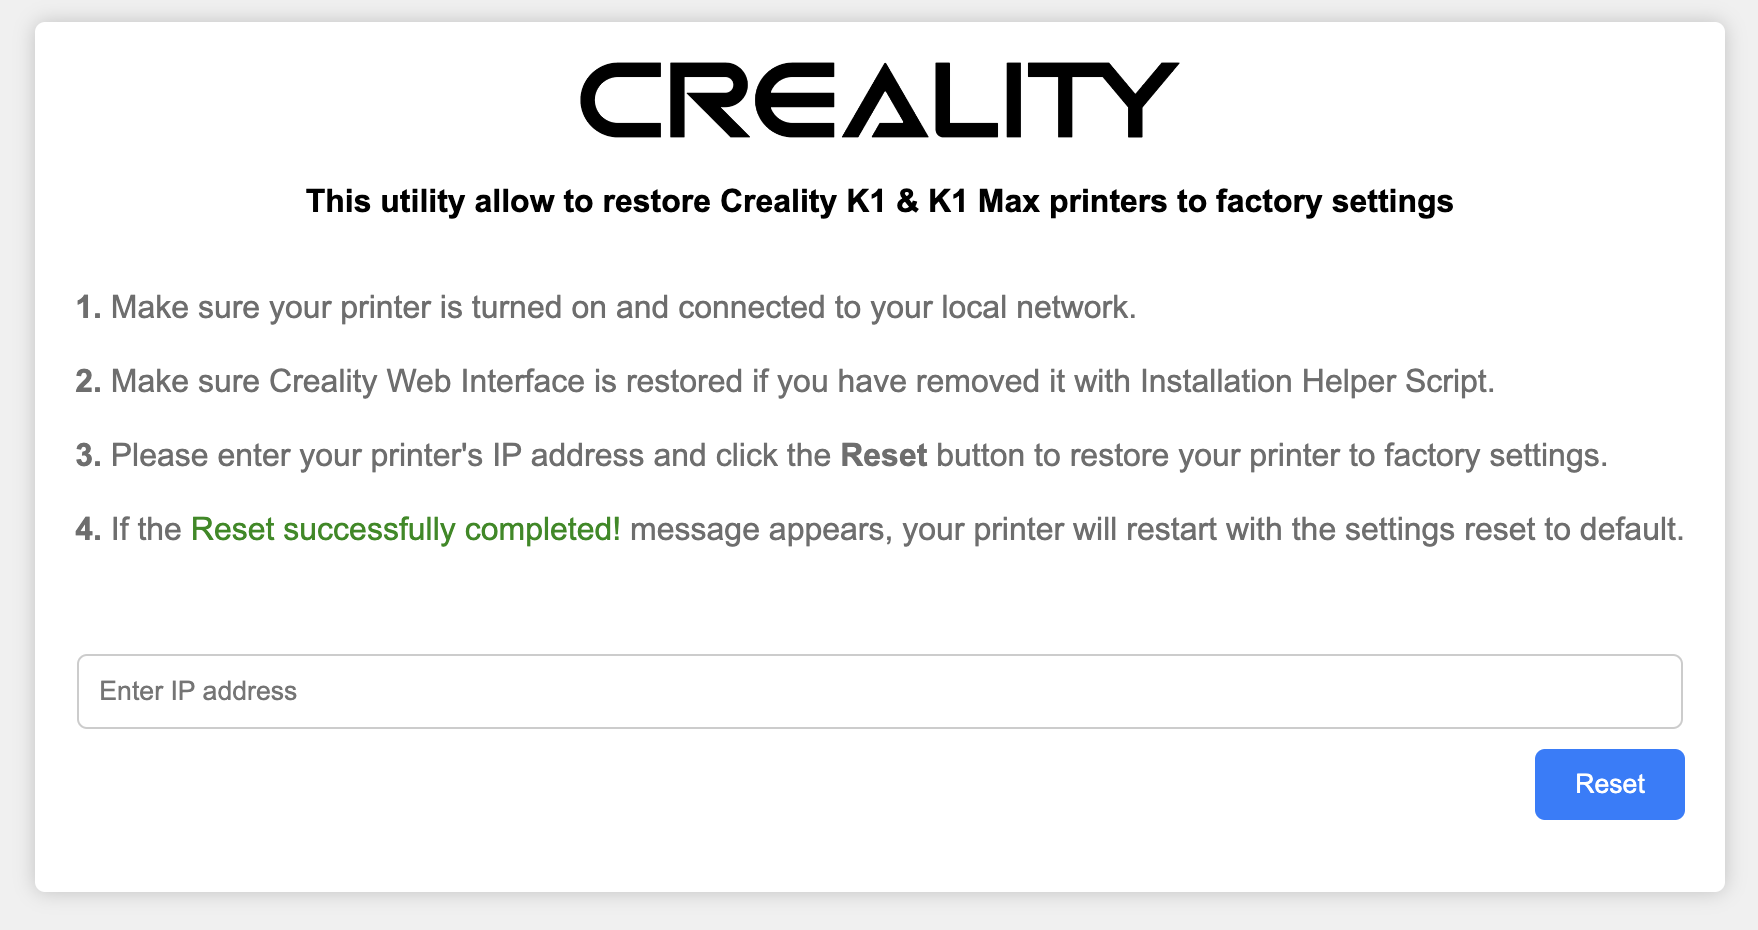 CREALITY
This utility allow to restore Creality K1 & K1 Max printers to factory settings
1. Make sure your printer is turned on and connected to your local network.
2. Make sure Creality Web Interface is restored if you have removed it with Installation Helper Script.
3. Please enter your printer's IP address and click the Reset button to restore your printer to factory settings.
4. If the Reset successfully completed! message appears, your printer will restart with the settings reset to default.
Enter IP address
Reset